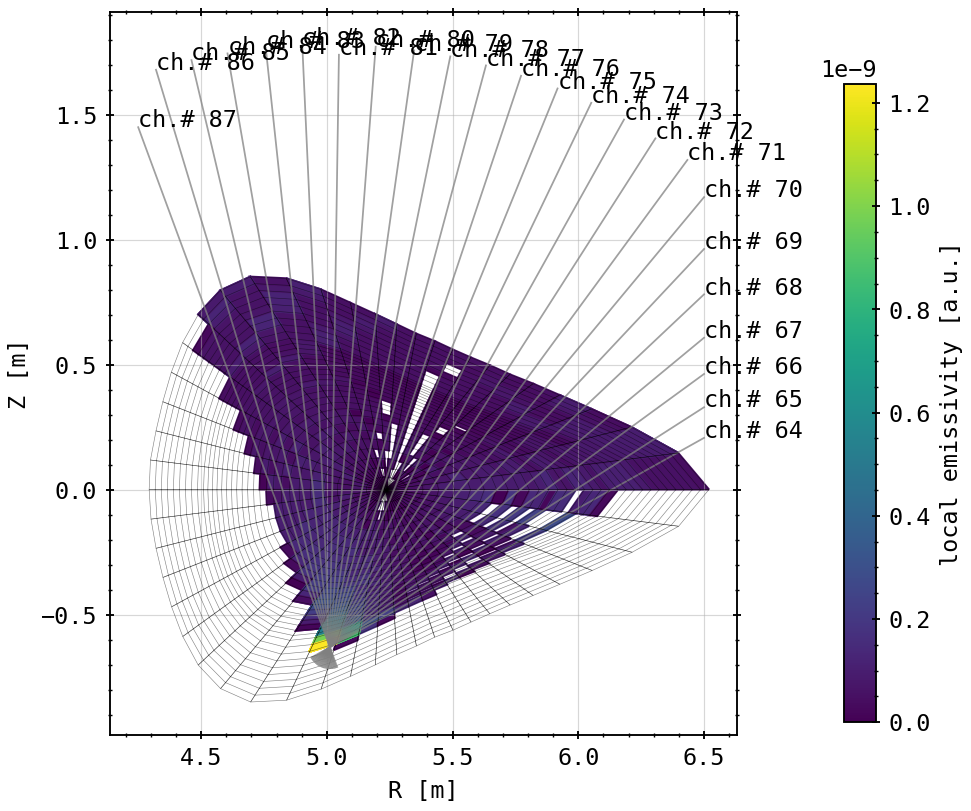 ch.# 82
ch.# 83
ch.# 80
ch.# 84
ch.# 79
ch.# 81
ch.# 85
ch.# 78
ch.# 86
ch.# 77
ch.# 76
ch.# 75
ch.# 74
ch.# 87
ch.# 73
ch.# 72
ch.# 71
ch.# 70
ch.# 69
ch.# 68
ch.# 67
ch.# 66
ch.# 65
ch.# 64
1.5
1.0
0.5
0.0
−0.5
Z [m]
4.5 5.0 5.5 6.0 6.5
R [m]
1e−9
1.2
1.0
0.8
0.6
0.4
0.2
0.0
local emissivity [a.u.]